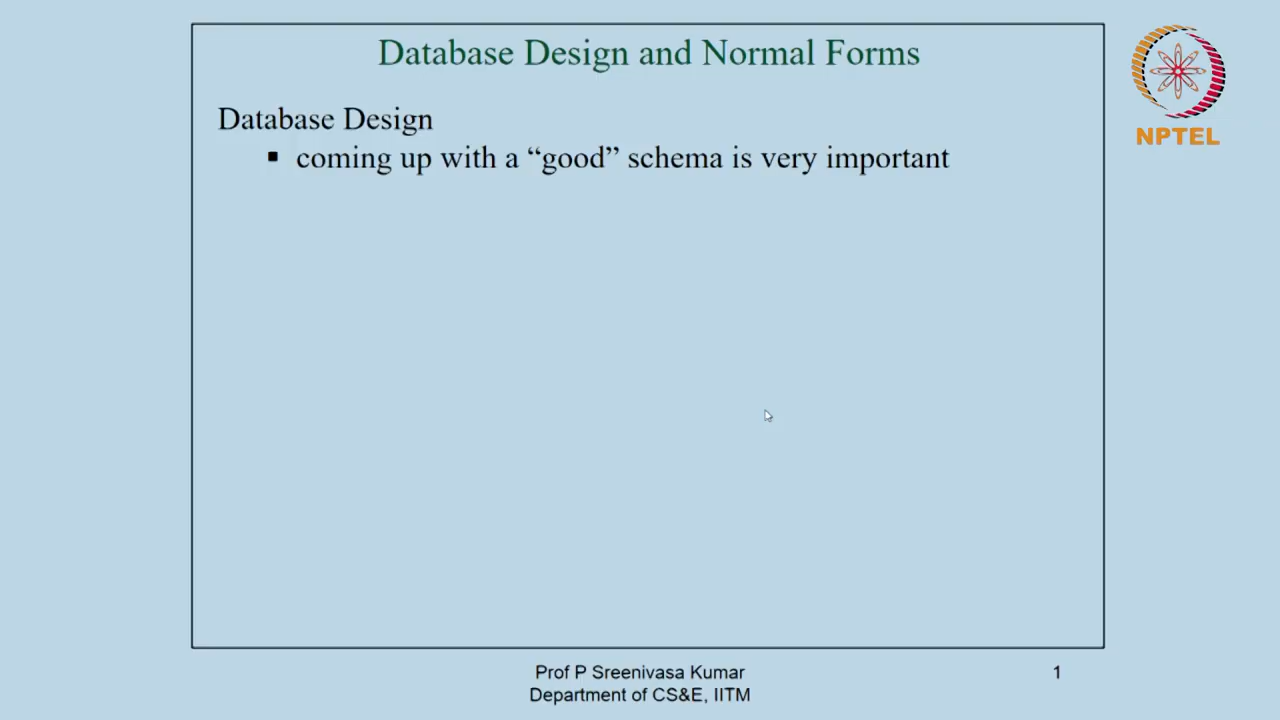 Database Design and Normal Forms
NPTEL
Database Design
▪ coming up with a “good” schema is very important
Prof P Sreenivasa Kumar
Department of CS&E, IITM
1